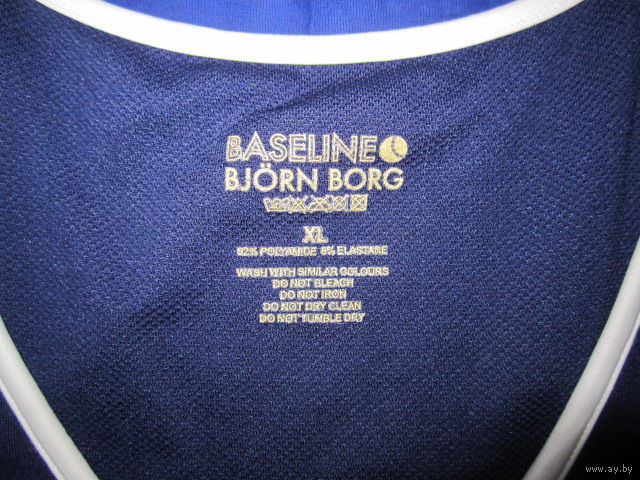 BASELINE
BJÖRN BORG
XL
92% POLYAMIDE 8% ELASTANE
WASH WITH SIMILAR COLOURS
DO NOT BLEACH
DO NOT IRON
DO NOT DRY CLEAN
DO NOT TUMBLE DRY
www.ay.by